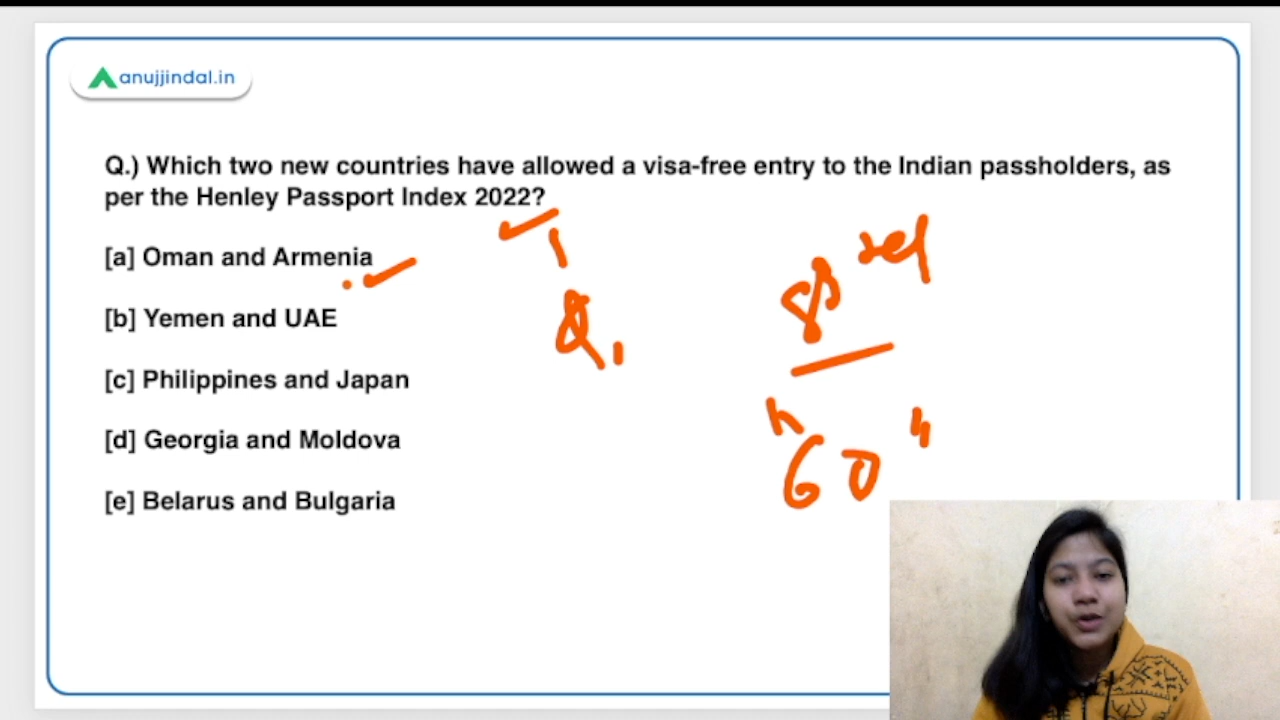 anujjindal.in
Q.) Which two new countries have allowed a visa-free entry to the Indian passholders, as
per the Henley Passport Index 2022?
[a] Oman and Armenia
[b] Yemen and UAE
[c] Philippines and Japan
[d] Georgia and Moldova
[e] Belarus and Bulgaria
60